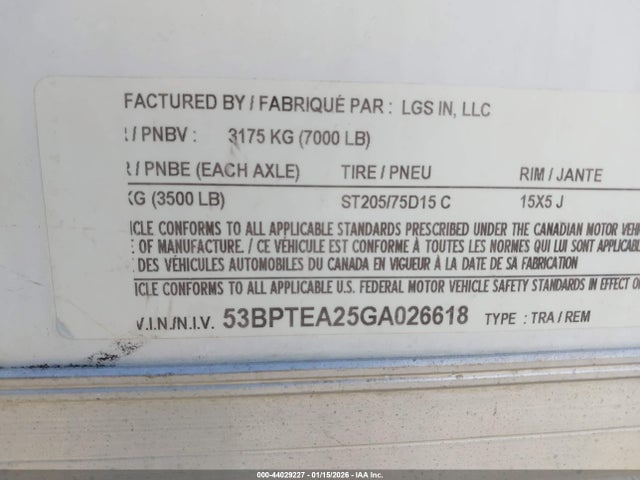 FACTURED BY / FABRIQUÉ PAR : LGS IN, LLC
/ PNBV : 3175 KG (7000 LB)
/ PNBE (EACH AXLE) TIRE / PNEU RIM / JANTE
KG (3500 LB) ST205/75D15 C 15X5 J
ICLE CONFORMS TO ALL APPLICABLE STANDARDS PRESCRIBED UNDER THE CANADIAN MOTOR VEHI
OF MANUFACTURE. / CE VÉHICULE EST CONFORME À TOUTES LES NORMES QUI LUI SONT APPLICABLE
DES VÉHICULES AUTOMOBILES DU CANADA EN VIGUEUR À LA DATE DE SA FABRICATION
ICLE CONFORMS TO ALL APPLICABLE U.S. FEDERAL MOTOR VEHICLE SAFETY STANDARDS IN EFFECT O
V.I.N./N.I.V. 53BPTEA25GA026618 TYPE : TRA / REM
000-44029227 - 01/15/2026 - IAA Inc.